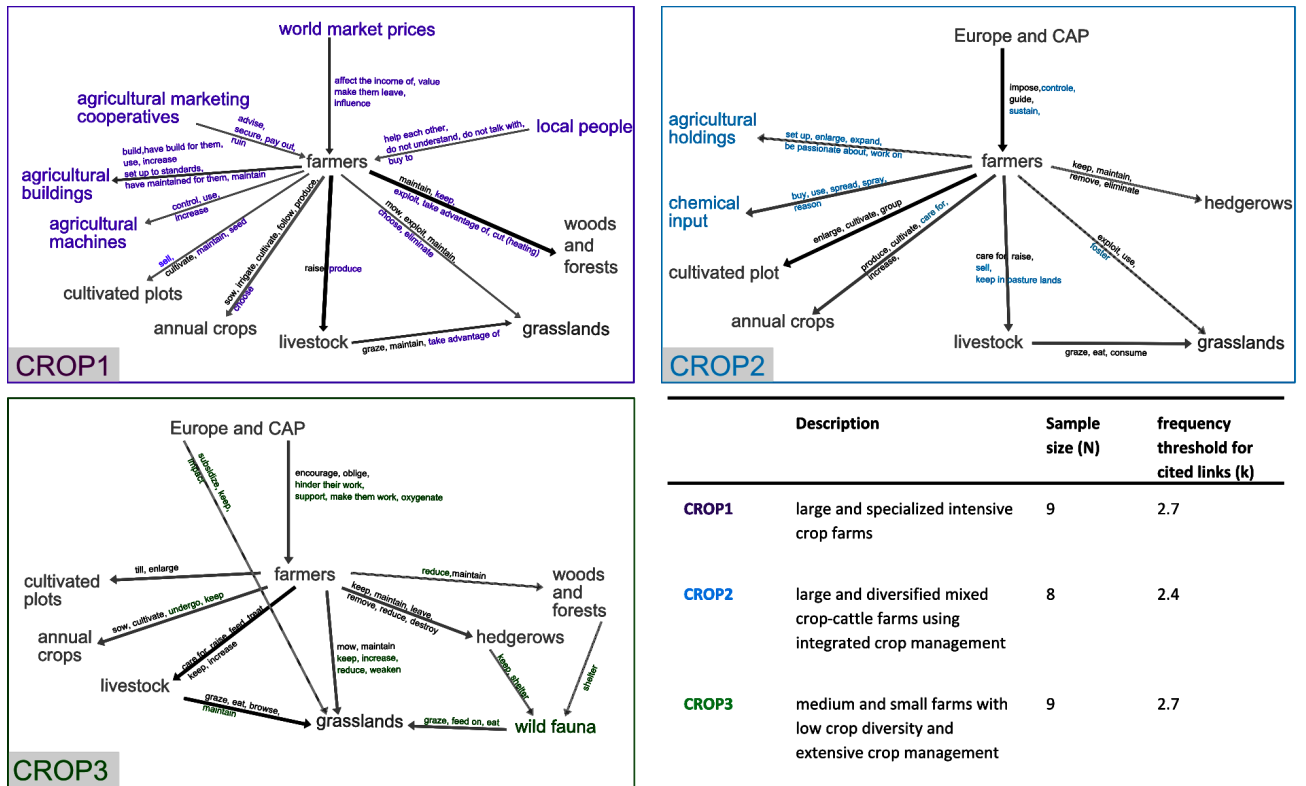 world market prices
affect the income of, value
make them leave,
influence
agricultural marketing
cooperatives
advise,
secure, pay out,
ruin
help each other,
do not understand, do not talk with,
buy to
local people
farmers
build,have build for them,
use, increase
set up to standards,
have maintained for them, maintain
agricultural
buildings
control, use,
increase
agricultural
machines
sell,
cultivate, maintain, seed
cultivated plots
sow, irrigate, cultivate, follow, produce,
choose
annual crops
raise, produce
livestock
maintain, keep,
exploit, take advantage of, cut (heating)
woods
and
forests
mow, exploit, maintain,
choose, eliminate
grasslands
graze, maintain, take advantage of
CROP1
Europe and CAP
impose,controle,
guide,
sustain,
agricultural
holdings
set up, enlarge, expand,
be passionate about, work on
farmers
keep, maintain,
remove, eliminate
hedgerows
chemical
input
buy, use, spread, spray,
reason
enlarge, cultivate, group
cultivated plot
produce, cultivate, care for,
increase,
annual crops
care for, raise,
sell,
keep in pasture lands
livestock
exploit, use,
foster
grasslands
graze, eat, consume
CROP2
Europe and CAP
subsidize, keep,
impact
encourage, oblige,
hinder their work,
support, make them work, oxygenate
farmers
till, enlarge
cultivated
plots
sow, cultivate, undergo, keep
annual
crops
care for, raise, feed, treat
keep, increase
livestock
reduce,maintain
woods
and
forests
keep, maintain, leave,
remove, reduce, destroy
hedgerows
mow, maintain
keep, increase,
reduce, weaken
keep, shelter
shelter
graze, eat, browse,
maintain
grasslands
graze, feed on, eat
wild fauna
CROP3
Description
Sample
size (N)
frequency
threshold for
cited links (k)
CROP1
large and specialized intensive
crop farms
9
2.7
CROP2
large and diversified mixed
crop-cattle farms using
integrated crop management
8
2.4
CROP3
medium and small farms with
low crop diversity and
extensive crop management
9
2.7